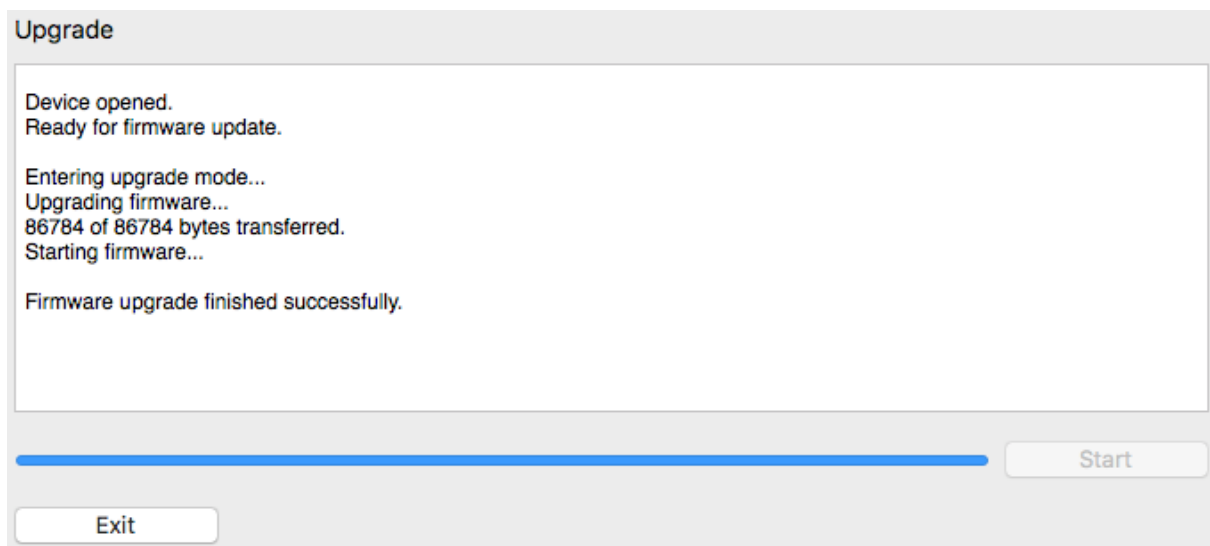 Upgrade
Device opened.
Ready for firmware update.
Entering upgrade mode...
Upgrading firmware...
86784 of 86784 bytes transferred.
Starting firmware...
Firmware upgrade finished successfully.
Start
Exit